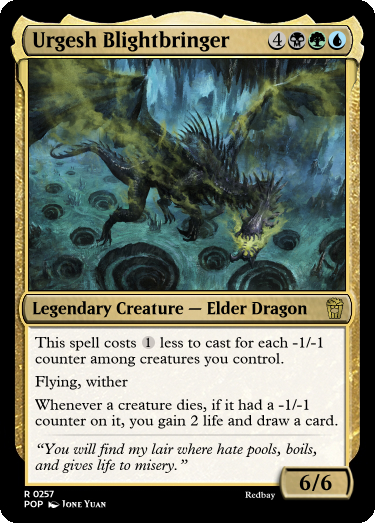 Urgesh Blightbringer 4
Legendary Creature — Elder Dragon
This spell costs 1 less to cast for each -1/-1
counter among creatures you control.
Flying, wither
Whenever a creature dies, if it had a -1/-1
counter on it, you gain 2 life and draw a card.
“You will find my lair where hate pools, boils,
and gives life to misery.”
6/6
R 0257
POP Jone Yuan
Redbay